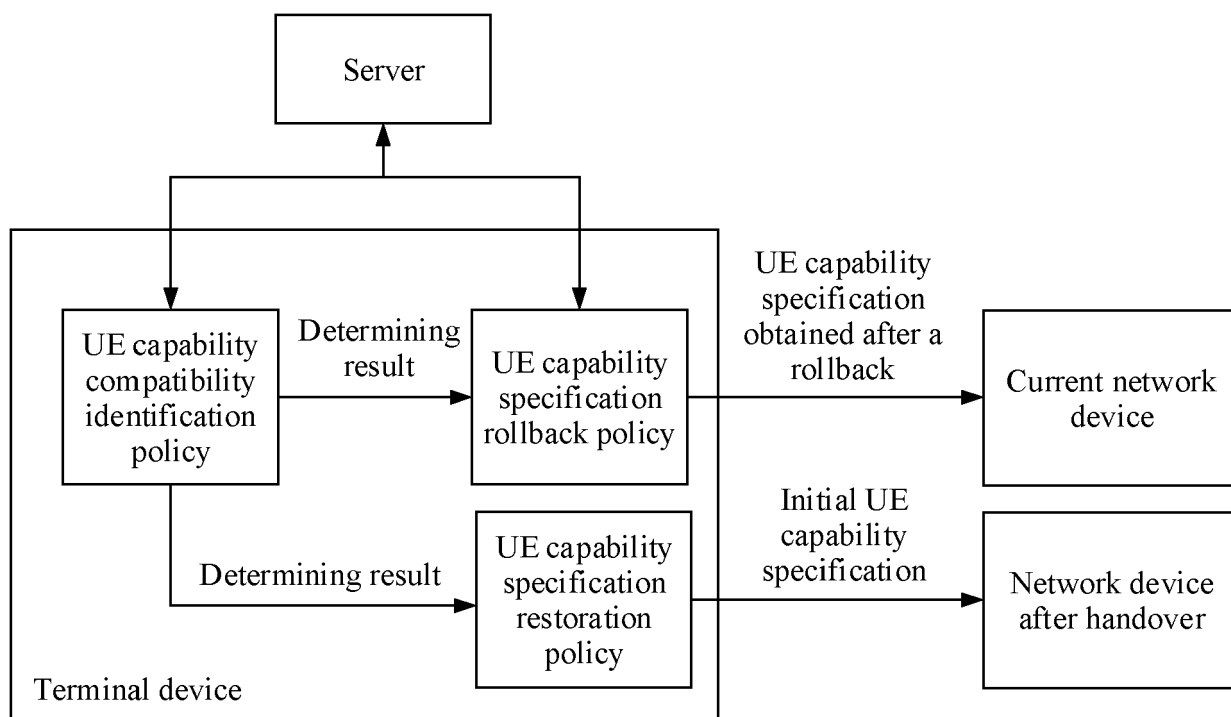 Server
UE capability
specification
obtained after a
rollback
UE capability
compatibility
identification
policy
Determining
result
UE capability
specification
rollback policy
Current network
device
Initial UE
capability
specification
Determining result
UE capability
specification
restoration
policy
Network device
after handover
Terminal device